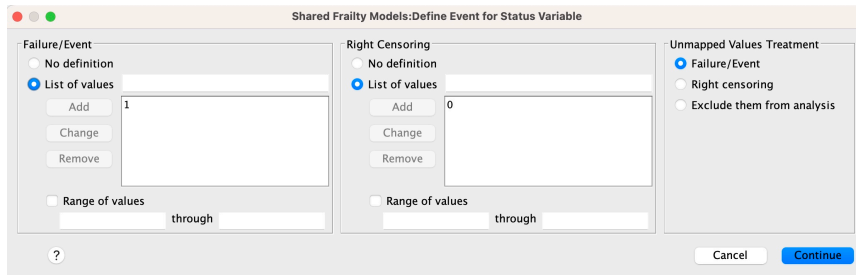 Shared Frailty Models:Define Event for Status Variable
Failure/Event
No definition
List of values
Add
1
Change
Remove
Range of values
through
Right Censoring
No definition
List of values
Add
0
Change
Remove
Range of values
through
Unmapped Values Treatment
Failure/Event
Right censoring
Exclude them from analysis
?
Cancel
Continue